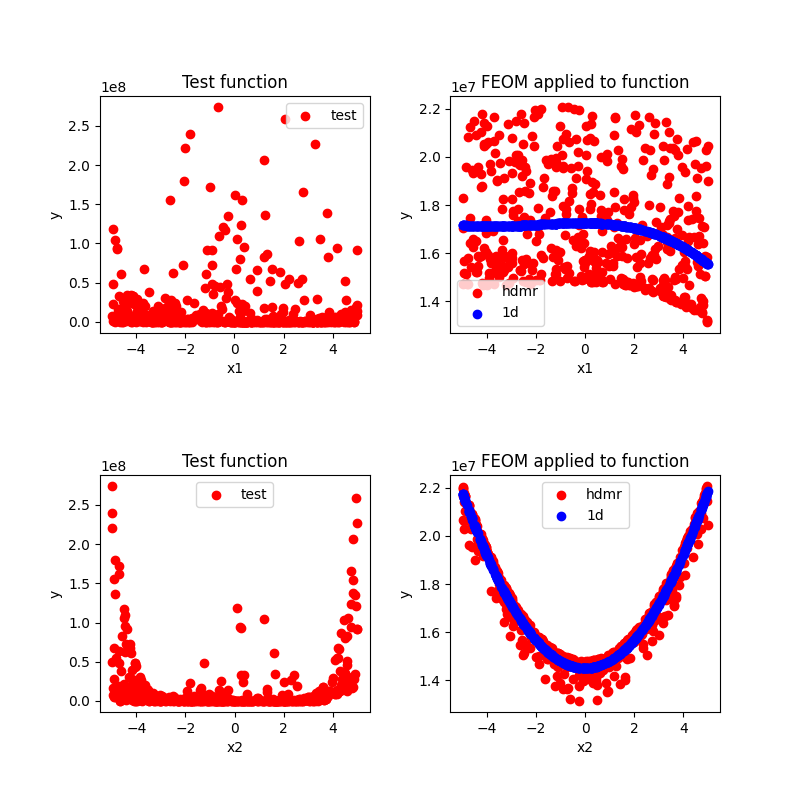 Test function
1e8
2.5
2.0
1.5
1.0
0.5
0.0
y
test
−4 −2 0 2 4
x1
FEOM applied to function
1e7
2.2
2.0
1.8
1.6
1.4
y
hdmr
1d
−4 −2 0 2 4
x1
Test function
1e8
2.5
2.0
1.5
1.0
0.5
0.0
y
test
−4 −2 0 2 4
x2
FEOM applied to function
1e7
2.2
2.0
1.8
1.6
1.4
y
hdmr
1d
−4 −2 0 2 4
x2